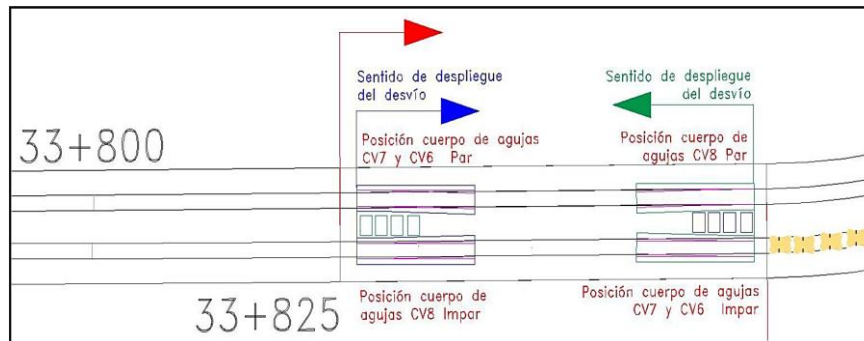 Sentido de despliegue
del desvío
Sentido de despliegue
del desvío
33+800
Posición cuerpo de agujas
CV7 y CV6 Par
Posición cuerpo de
agujas CV8 Par
33+825
Posición cuerpo de
agujas CV8 Impar
Posición cuerpo de agujas
CV7 y CV6 Impar